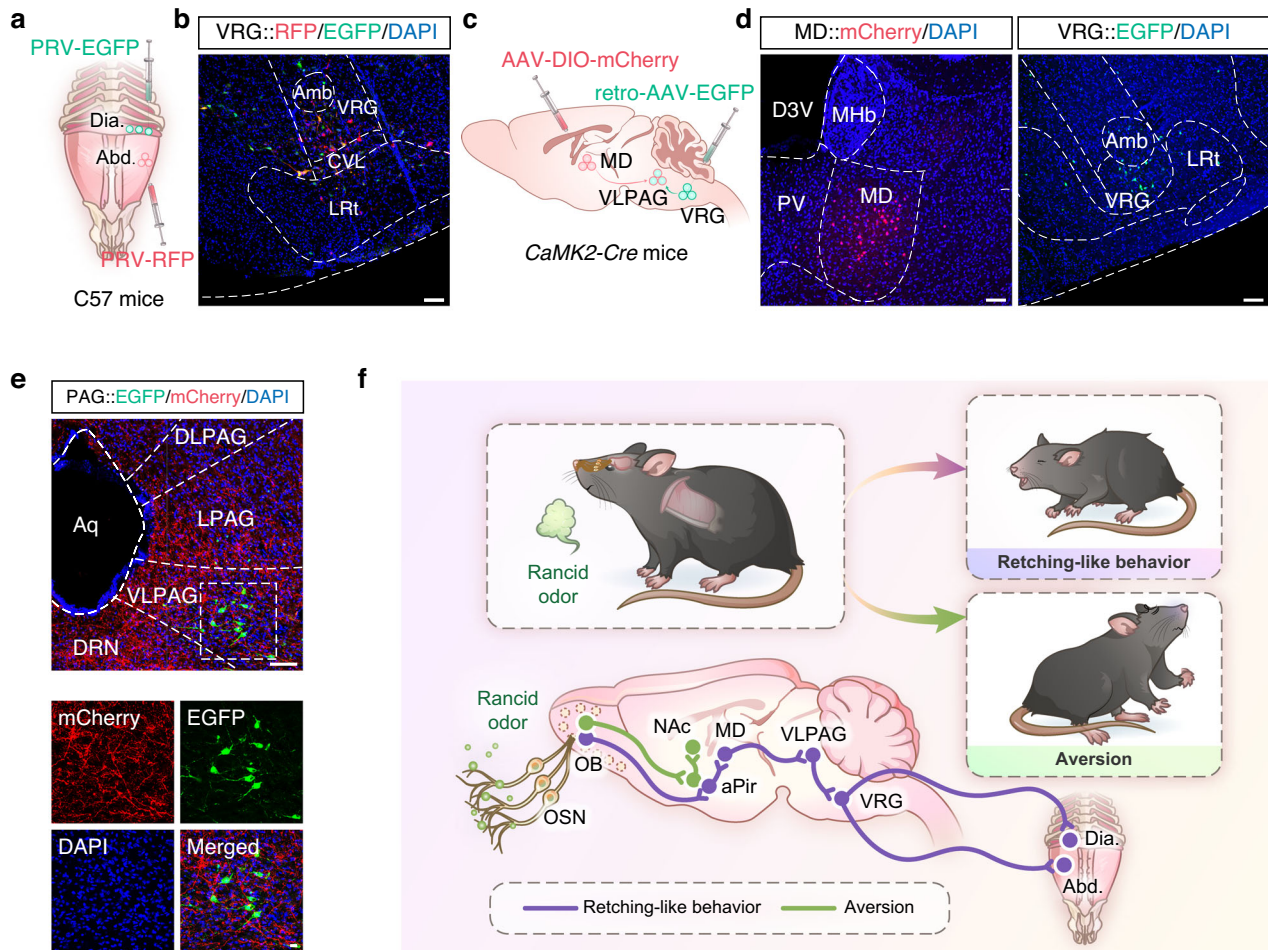 a
PRV-EGFP
Dia.
Abd.
PRV-RFP
C57 mice
b
VRG::RFP/EGFP/DAPI
Amb
VRG
CVL
LRt
c
AAV-DIO-mCherry
retro-AAV-EGFP
MD
VLPAG
VRG
CaMK2-Cre mice
d
MD::mCherry/DAPI
D3V
MHb
PV
MD
VRG::EGFP/DAPI
Amb
LRt
VRG
e
PAG::EGFP/mCherry/DAPI
DLPAG
Aq
LPAG
VLPAG
DRN
mCherry
EGFP
DAPI
Merged
f
Rancid
odor
Retching-like behavior
Aversion
Rancid
odor
OB
OSN
NAc
MD
aPir
VLPAG
VRG
Dia.
Abd.
Retching-like behavior
Aversion